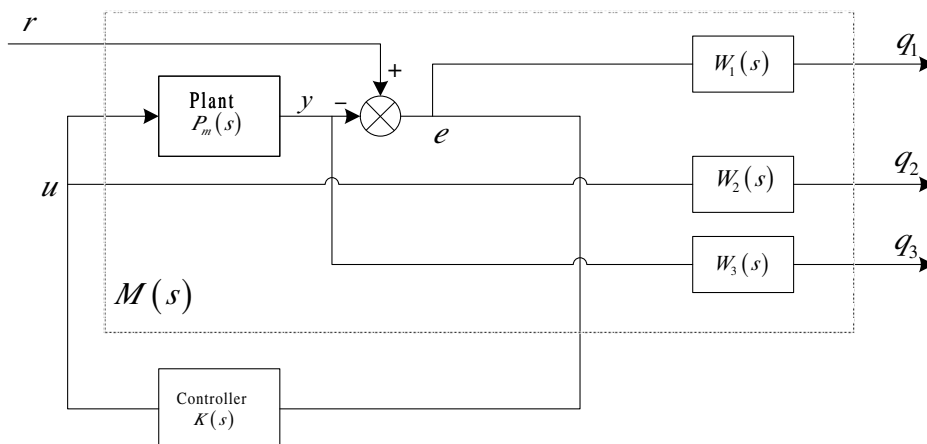 r
+
W₁(s)
q₁
Plant
Pₘ(s)
y
−
e
u
W₂(s)
q₂
W₃(s)
q₃
M(s)
Controller
K(s)